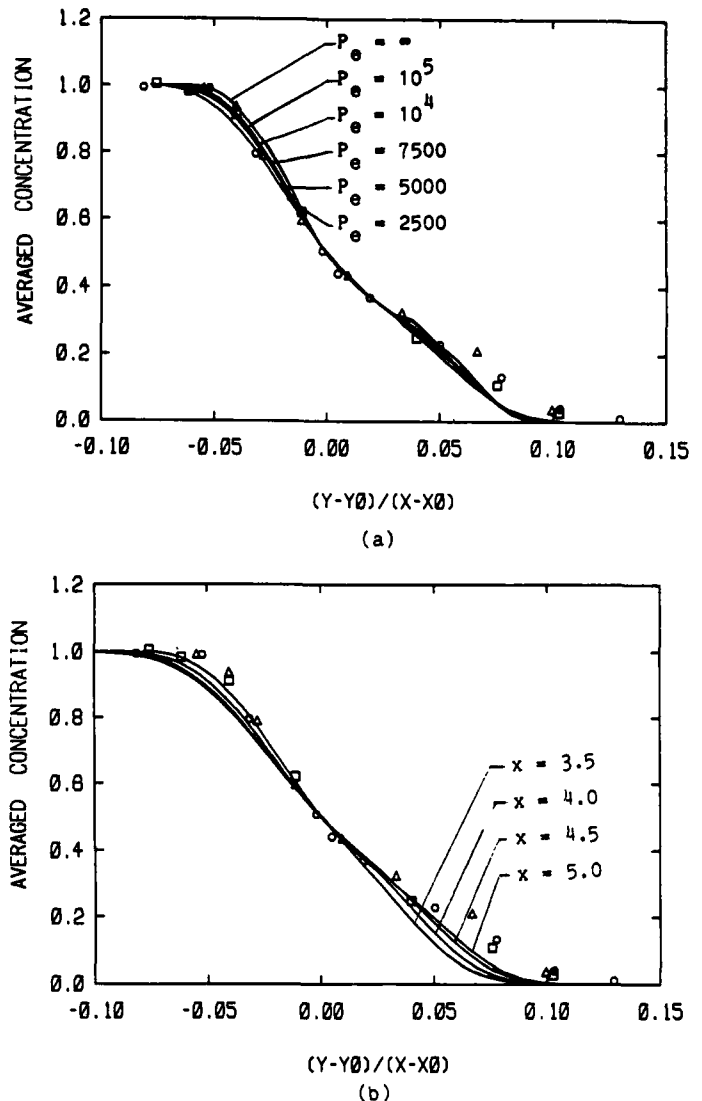 AVERAGED CONCENTRATION
1.2
1.0
0.8
0.6
0.4
0.2
0.0
Pe = ∞
Pe = 10^5
Pe = 10^4
Pe = 7500
Pe = 5000
Pe = 2500
-0.10 -0.05 0.00 0.05 0.10 0.15
(Y-Y0)/(X-X0)
(a)
AVERAGED CONCENTRATION
1.2
1.0
0.8
0.6
0.4
0.2
0.0
x = 3.5
x = 4.0
x = 4.5
x = 5.0
-0.10 -0.05 0.00 0.05 0.10 0.15
(Y-Y0)/(X-X0)
(b)